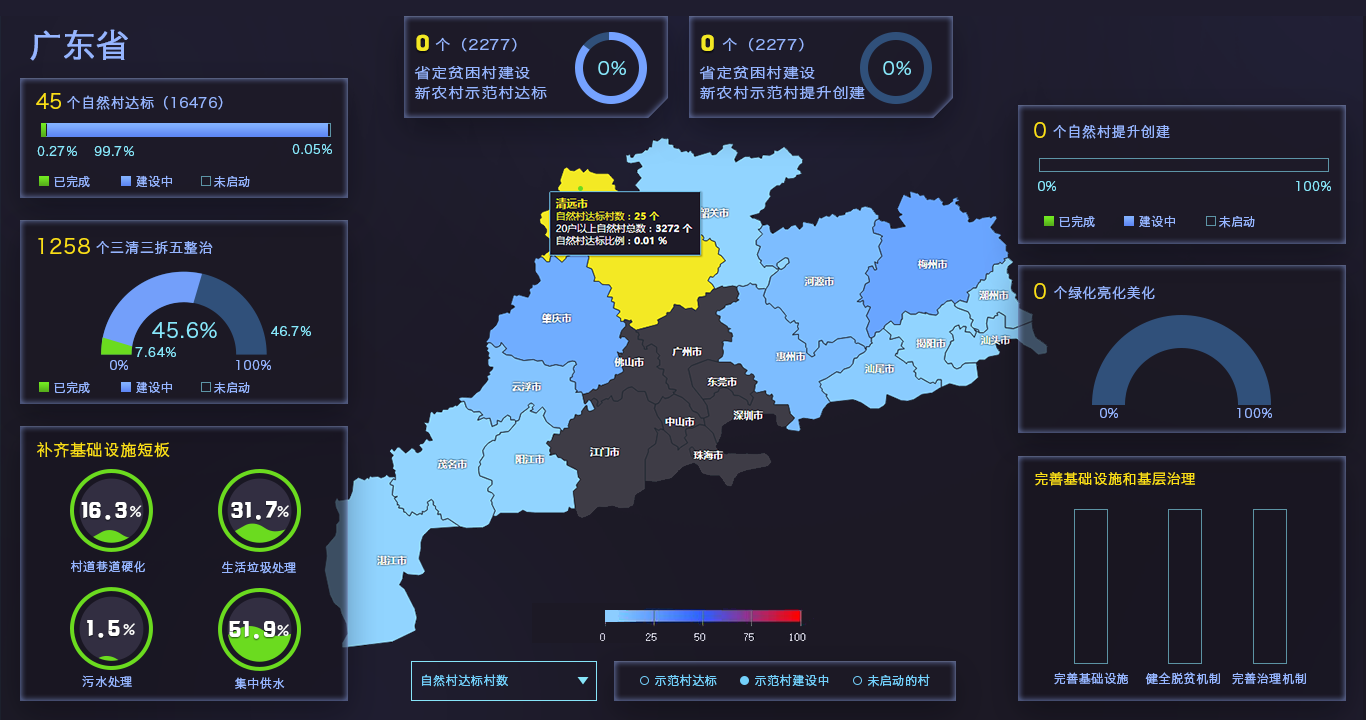 广东省
45 个自然村达标（16476）
0.27% 99.7% 0.05%
已完成 建设中 未启动
1258 个三清三拆五整治
45.6%
46.7%
7.64%
0% 100%
已完成 建设中 未启动
补齐基础设施短板
16.3% 31.7%
村道巷道硬化 生活垃圾处理
1.5% 51.9%
污水处理 集中供水
0 个（2277）
省定贫困村建设
新农村示范村达标
0%
0 个（2277）
省定贫困村建设
新农村示范村提升创建
0%
清远市
自然村达标村数：25 个
20户以上自然村总数：3272 个
自然村达标比例：0.01 %
韶关市
梅州市
河源市
潮州市
肇庆市
汕头市
揭阳市
广州市
惠州市
佛山市
汕尾市
东莞市
云浮市
深圳市
中山市
江门市
珠海市
阳江市
茂名市
湛江市
0 25 50 75 100
自然村达标村数
示范村达标 示范村建设中 未启动的村
0 个自然村提升创建
0% 100%
已完成 建设中 未启动
0 个绿化亮化美化
0% 100%
完善基础设施和基层治理
完善基础设施 健全脱贫机制 完善治理机制